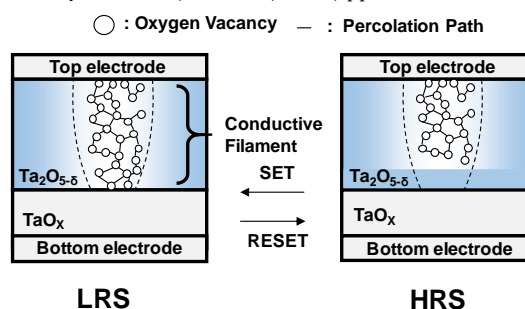 : Oxygen Vacancy — : Percolation Path
Top electrode
Top electrode
Conductive
Filament
Ta₂O₅₋δ
SET
Ta₂O₅₋δ
TaOₓ
RESET
TaOₓ
Bottom electrode
Bottom electrode
LRS
HRS